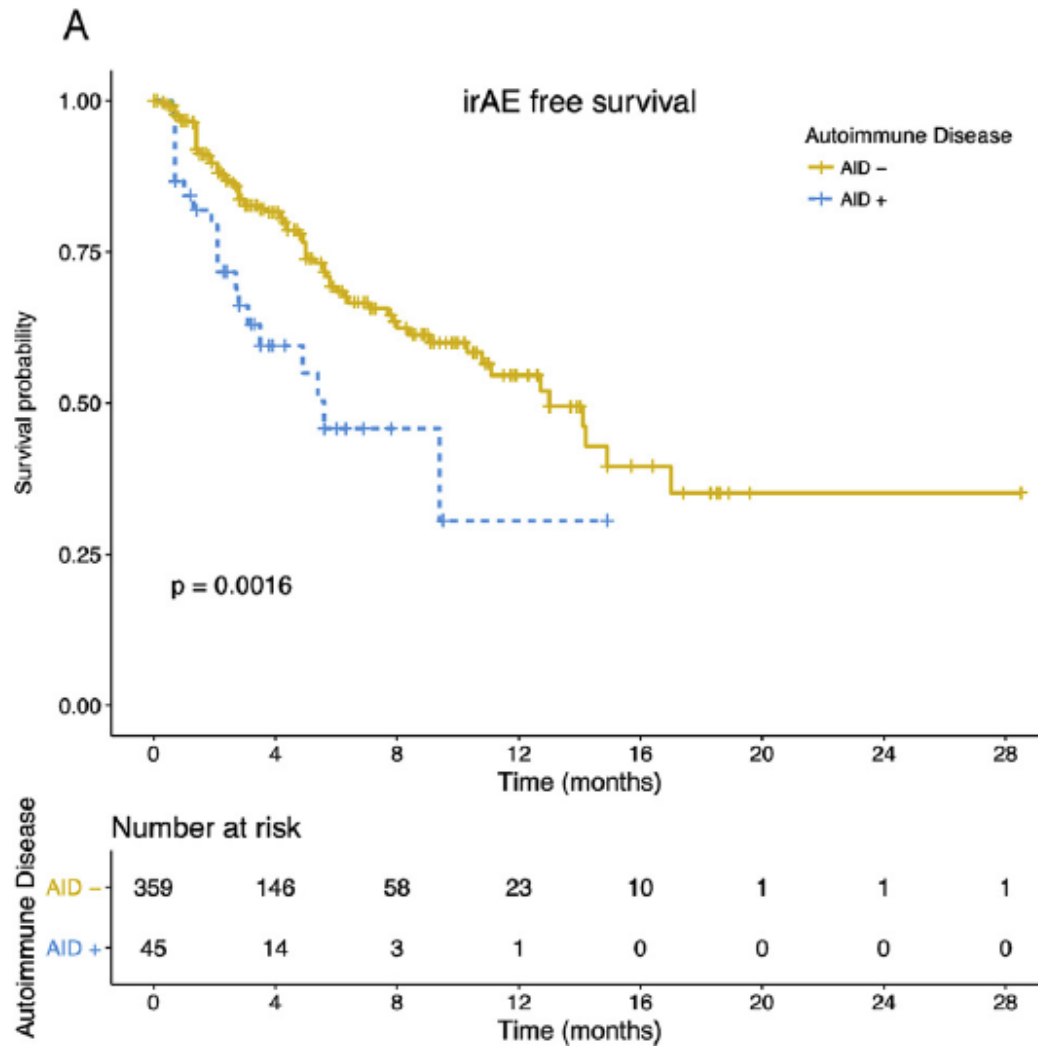 A
irAE free survival
Autoimmune Disease
AID –
AID +
Survival probability
1.00
0.75
0.50
0.25
0.00
p = 0.0016
0 4 8 12 16 20 24 28
Time (months)
Number at risk
Autoimmune Disease
AID – 359 146 58 23 10 1 1 1
AID + 45 14 3 1 0 0 0 0
0 4 8 12 16 20 24 28
Time (months)